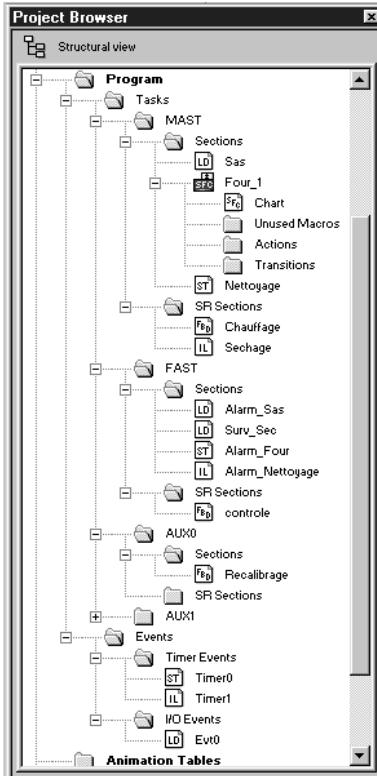 Project Browser
Structural view
Program
Tasks
MAST
Sections
LD Sas
SFC Four_1
SFC Chart
Unused Macros
Actions
Transitions
ST Nettoyage
SR Sections
FBD Chauffage
IL Sechage
FAST
Sections
LD Alarm_Sas
LD Surv_Sec
ST Alarm_Four
IL Alarm_Nettoyage
SR Sections
FBD controle
AUX0
Sections
FBD Recalibrage
SR Sections
AUX1
Events
Timer Events
ST Timer0
IL Timer1
I/O Events
LD Evt0
Animation Tables